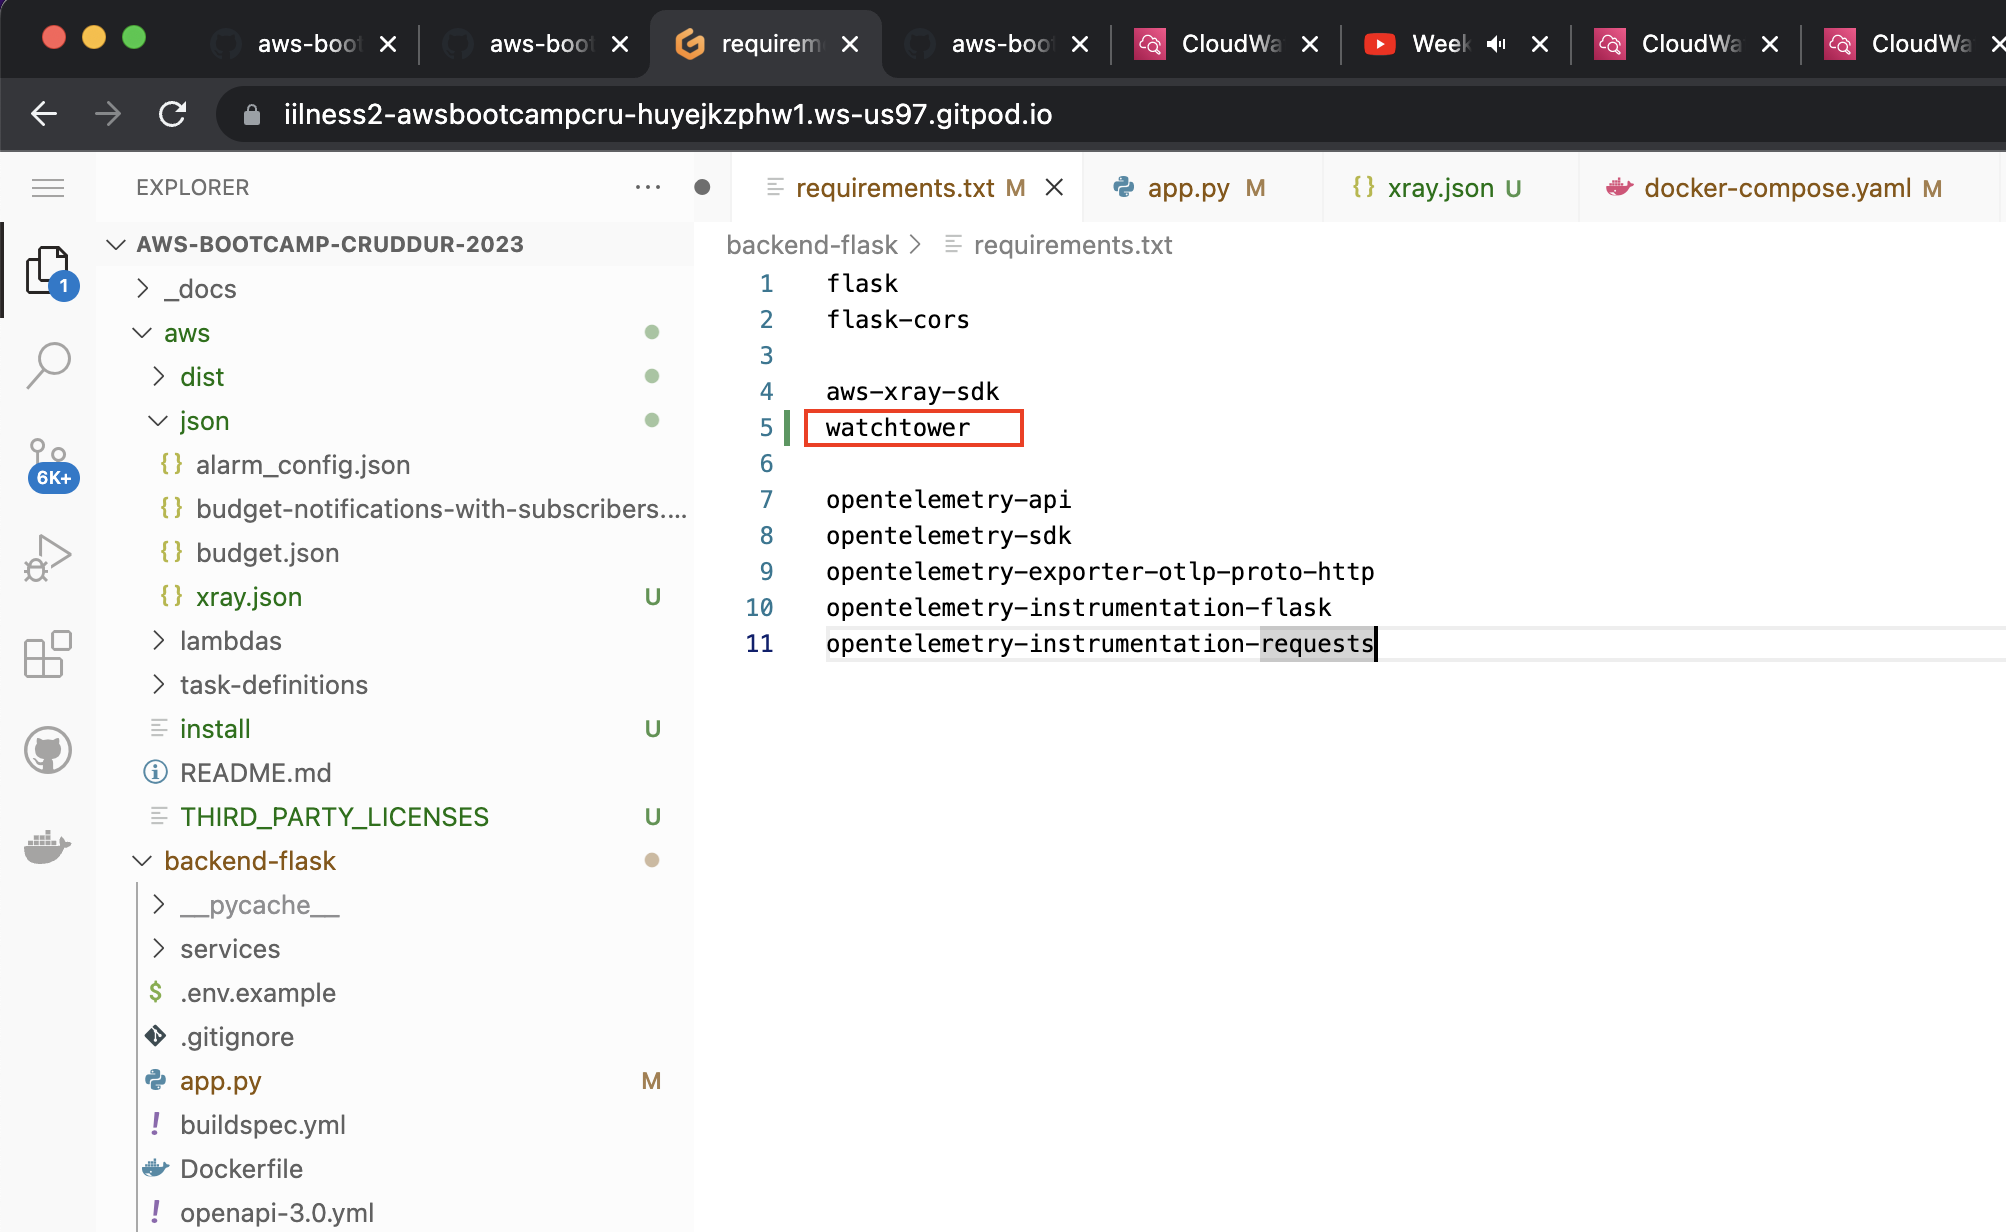 aws-boot
aws-boot
requirem
aws-boot
CloudWa
Week
CloudWa
CloudWa
iilness2-awsbootcampcru-huyejkzphw1.ws-us97.gitpod.io
EXPLORER
requirements.txt M
app.py M
{} xray.json U
docker-compose.yaml M
AWS-BOOTCAMP-CRUDDUR-2023
backend-flask > requirements.txt
1
6K+
_docs
aws
dist
json
{} alarm_config.json
{} budget-notifications-with-subscribers....
{} budget.json
{} xray.json U
lambdas
task-definitions
install U
README.md
THIRD_PARTY_LICENSES U
backend-flask
__pycache__
services
$ .env.example
.gitignore
app.py M
! buildspec.yml
Dockerfile
! openapi-3.0.yml
1 flask
2 flask-cors
3
4 aws-xray-sdk
5 watchtower
6
7 opentelemetry-api
8 opentelemetry-sdk
9 opentelemetry-exporter-otlp-proto-http
10 opentelemetry-instrumentation-flask
11 opentelemetry-instrumentation-requests